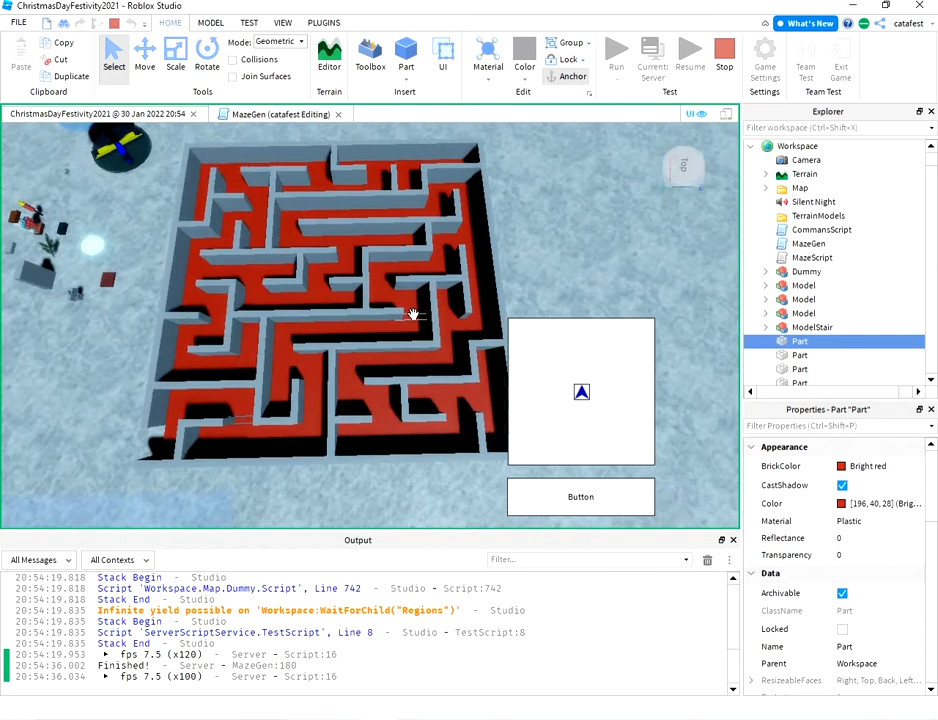 ChristmasDayFestivity2021 - Roblox Studio
FILE HOME MODEL TEST VIEW PLUGINS What's New catafest
Paste Copy Cut Duplicate Clipboard
Select Move Scale Rotate Mode: Geometric Collisions Join Surfaces Tools
Editor Terrain
Toolbox Part UI Insert
Material Color Group Lock Anchor Edit
Run Current: Server Resume Stop Test
Game Settings Settings
Team Test Exit Game Team Test
ChristmasDayFestivity2021 @ 30 Jan 2022 20:54 MazeGen (catafest Editing) UI
Top
Button
Explorer
Filter workspace (Ctrl+Shift+X)
Workspace
Camera
Terrain
Map
Silent Night
TerrainModels
CommansScript
MazeGen
MazeScript
Dummy
Model
Model
Model
ModelStair
Part
Part
Part
Part
Properties - Part "Part"
Filter Properties (Ctrl+Shift+P)
Appearance
BrickColor Bright red
CastShadow
Color [196, 40, 28] (Brig...
Material Plastic
Reflectance 0
Transparency 0
Data
Archivable
ClassName Part
Locked
Name Part
Parent Workspace
ResizeableFaces Right, Top, Back, Left,...
Output
All Messages All Contexts Filter...
20:54:19.818 Stack Begin - Studio
20:54:19.818 Script 'Workspace.Map.Dummy.Script', Line 742 - Studio - Script:742
20:54:19.818 Stack End - Studio
20:54:19.835 Infinite yield possible on 'Workspace:WaitForChild("Regions")' - Studio
20:54:19.835 Stack Begin - Studio
20:54:19.835 Script 'ServerScriptService.TestScript', Line 8 - Studio - TestScript:8
20:54:19.835 Stack End - Studio
20:54:19.953 fps 7.5 (x120) - Server - Script:16
20:54:36.002 Finished! - Server - MazeGen:180
20:54:36.034 fps 7.5 (x100) - Server - Script:16